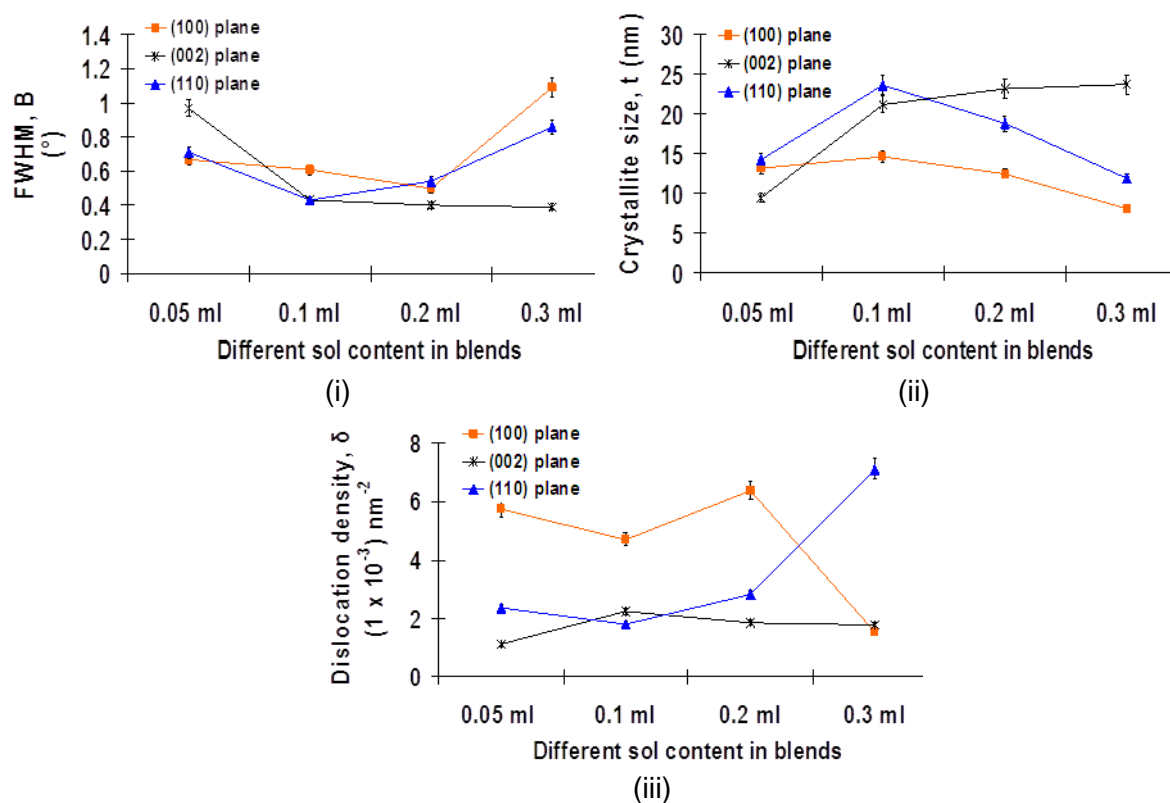 (i)
(100) plane
(002) plane
(110) plane
FWHM, B
(°)
1.4
1.2
1
0.8
0.6
0.4
0.2
0
0.05 ml 0.1 ml 0.2 ml 0.3 ml
Different sol content in blends
(i)
(100) plane
(002) plane
(110) plane
Crystallite size, t (nm)
30
25
20
15
10
5
0
0.05 ml 0.1 ml 0.2 ml 0.3 ml
Different sol content in blends
(ii)
(100) plane
(002) plane
(110) plane
Dislocation density, δ
(1 x 10⁻³) nm⁻²
8
6
4
2
0
0.05 ml 0.1 ml 0.2 ml 0.3 ml
Different sol content in blends
(iii)